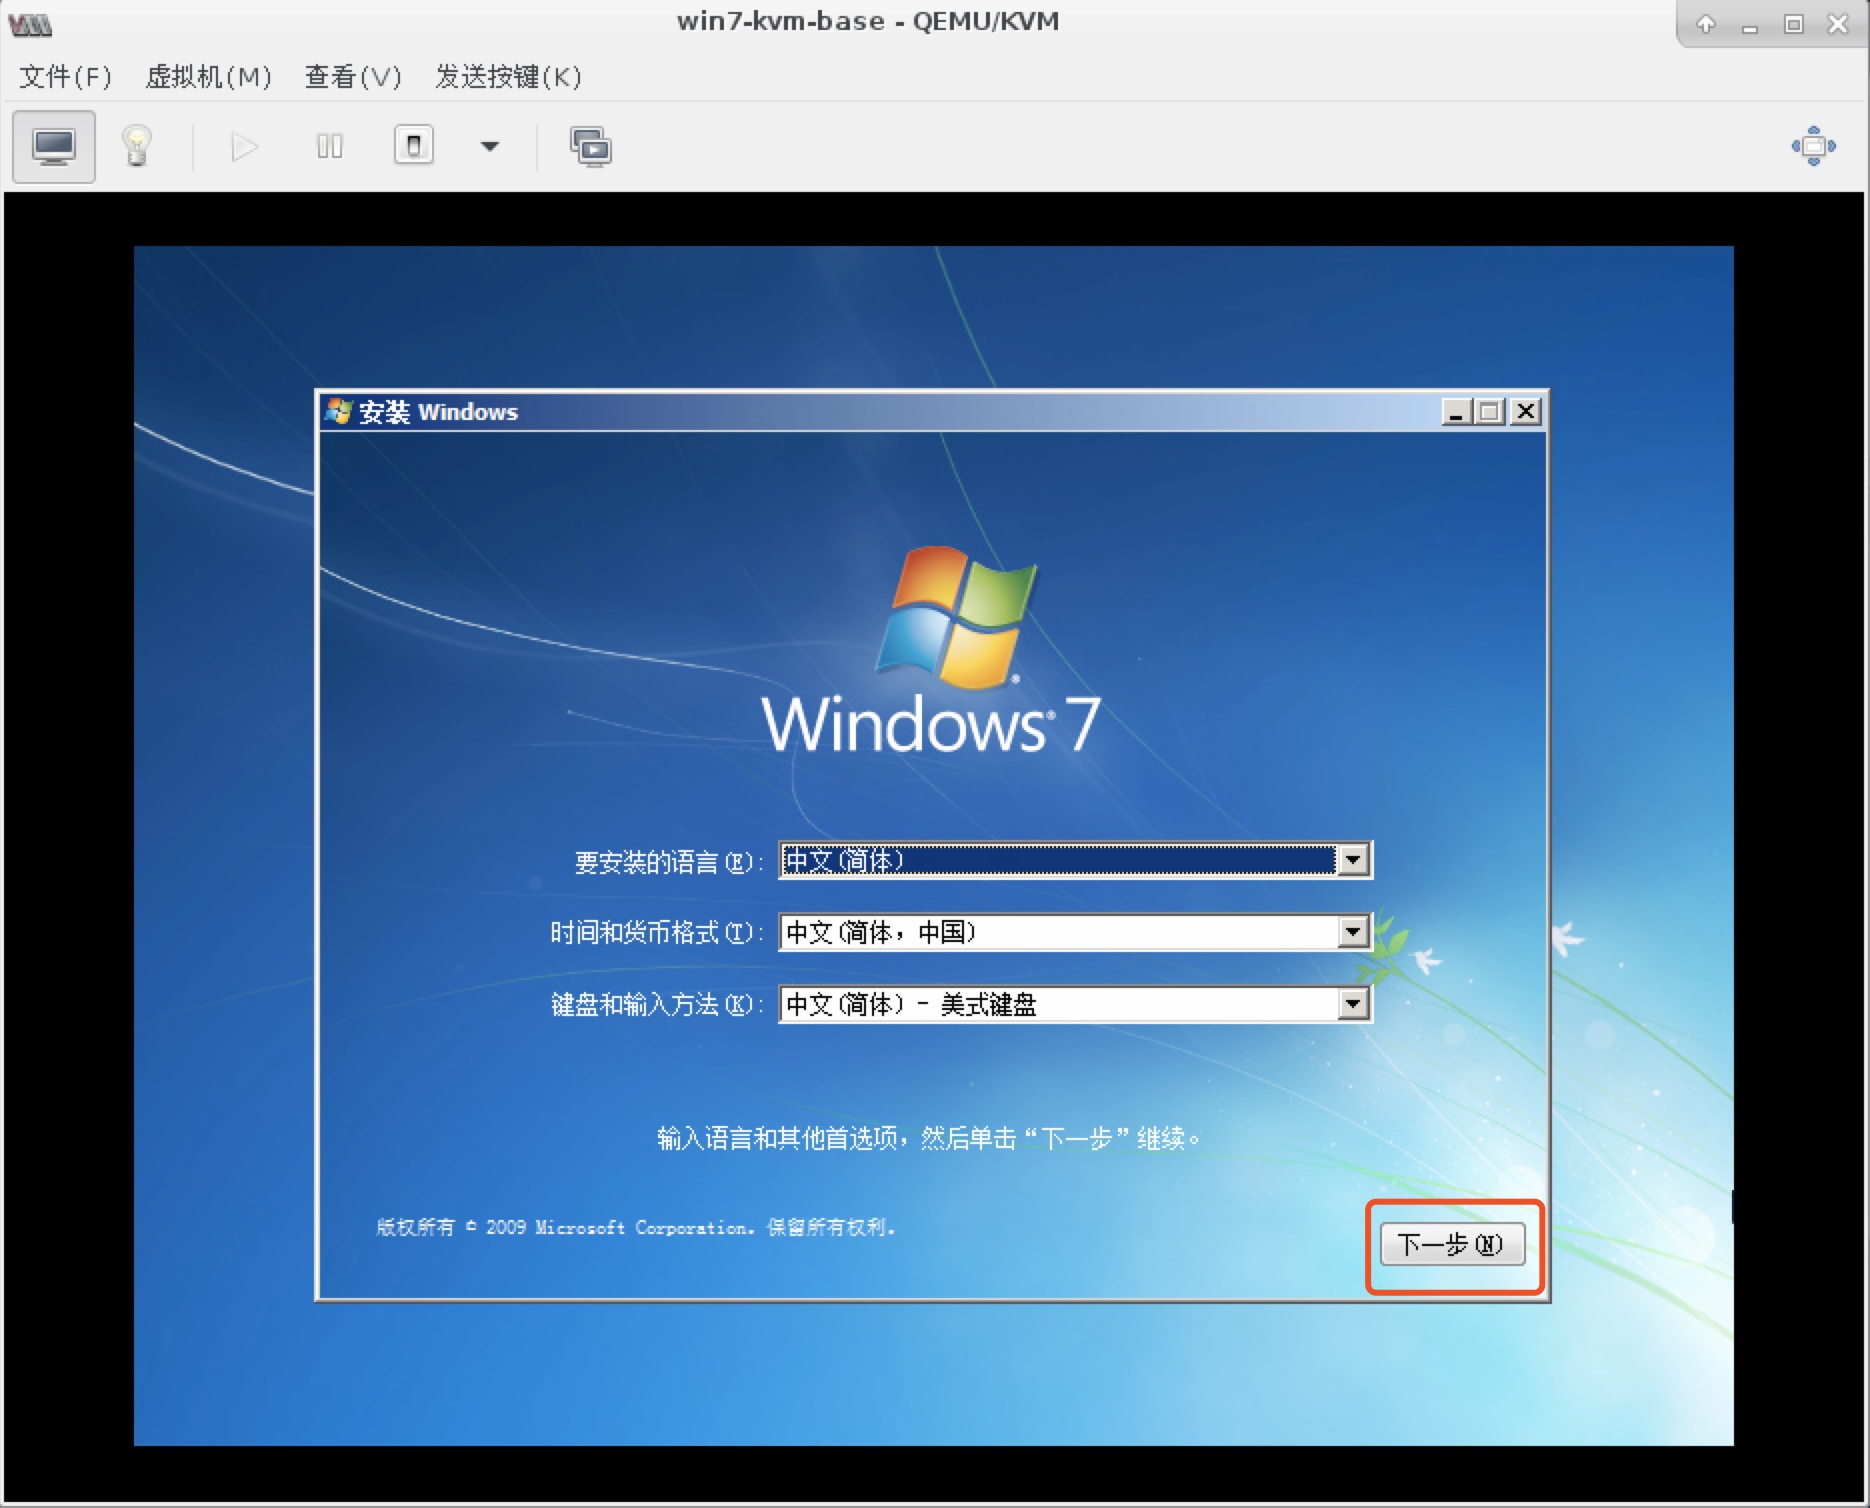 win7-kvm-base - QEMU/KVM
文件(F) 虚拟机(M) 查看(V) 发送按键(K)
安装 Windows
Windows® 7
要安装的语言(E): 中文(简体)
时间和货币格式(T): 中文(简体，中国)
键盘和输入方法(K): 中文(简体) - 美式键盘
输入语言和其他首选项，然后单击“下一步”继续。
版权所有 © 2009 Microsoft Corporation. 保留所有权利.
下一步(N)